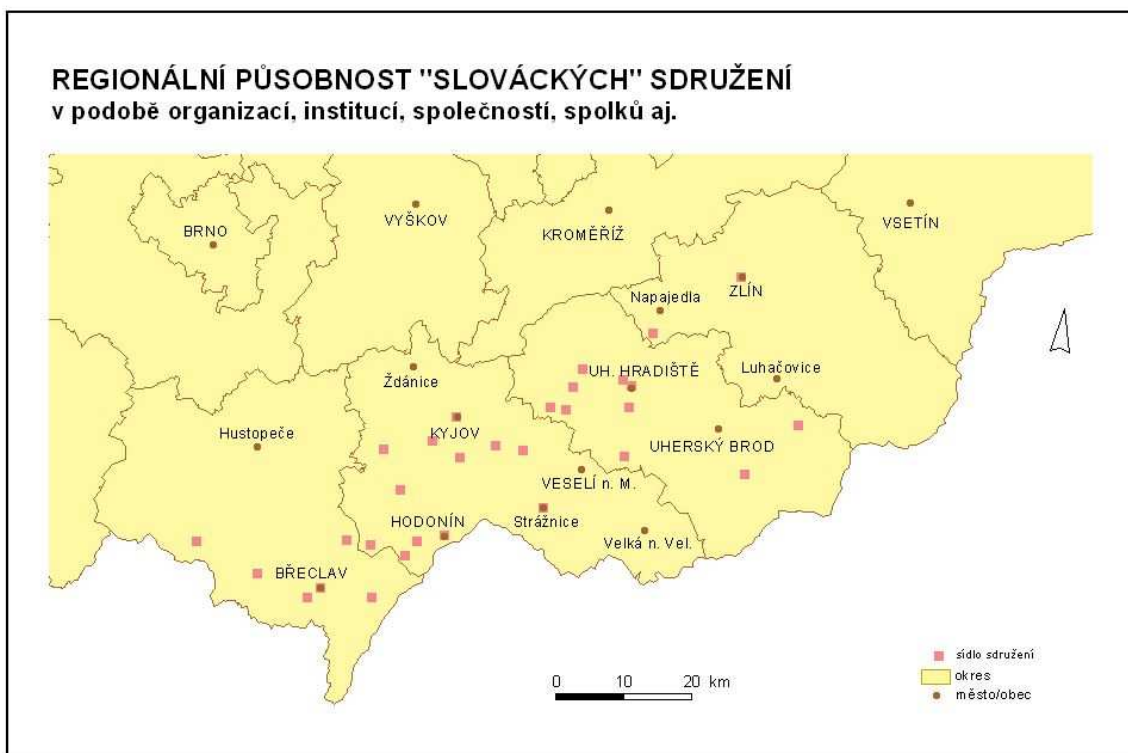 REGIONÁLNÍ PŮSOBNOST "SLOVÁCKÝCH" SDRUŽENÍ
v podobě organizací, institucí, společností, spolků aj.
BRNO
VYŠKOV
KROMĚŘÍŽ
VSETÍN
ZLÍN
Napajedla
Ždánice
UH. HRADIŠTĚ
Luhačovice
Hustopeče
KYJOV
UHERSKÝ BROD
VESELÍ n. M.
HODONÍN
Strážnice
Velká n. Vel.
BŘECLAV
sídlo sdružení
okres
město/obec
0 10 20 km